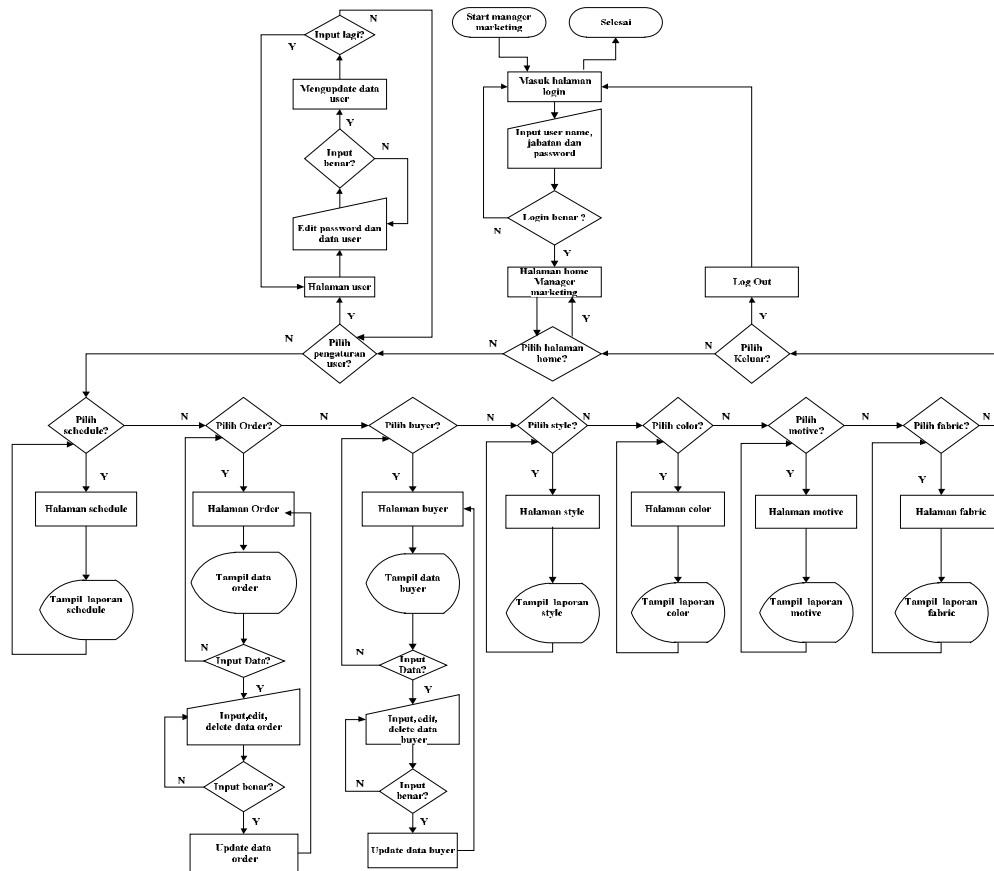 N
Input lagi?
Y
Start manager
marketing
Selesai
Masuk halaman
login
Mengupdate data
user
Y
Input
benar?
N
Input user name,
jabatan dan
password
Edit password dan
data user
Login benar ?
N
Y
Halaman user
Halaman home
Manager
marketing
Log Out
Y
Y
Y
N
Pilih
pengaturan
user?
N
Pilih halaman
home?
N
Pilih
Keluar?
Pilih
schedule?
N
Pilih Order?
N
Pilih buyer?
N
Pilih style?
N
Pilih color?
N
Pilih
motive?
N
Pilih fabric?
N
Y
Y
Y
Y
Y
Y
Y
Halaman schedule
Halaman Order
Halaman buyer
Halaman style
Halaman color
Halaman motive
Halaman fabric
Tampil laporan
schedule
Tampil data
order
Tampil data
buyer
Tampil laporan
style
Tampil laporan
color
Tampil laporan
motive
Tampil laporan
fabric
N
Input Data?
Y
N
Input
Data?
Y
Input,edit,
delete data order
Input,edit,
delete data
buyer
N
Input benar?
Y
N
Input
benar?
Y
Update data
order
Update data buyer